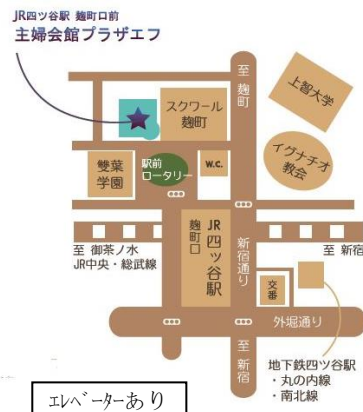 JR四ツ谷駅 麹町口前
主婦会館プラザエフ
至 麹町
上智大学
スクワール
麹町
イグナチオ
教会
雙葉
学園
駅前
ロータリー
w.c.
JR四ツ谷駅
麹町口
新宿通り
至 御茶ノ水
JR中央・総武線
至 新宿
交番
外堀通り
至 新宿
地下鉄四ツ谷駅
・丸の内線
・南北線
エレベーターあり